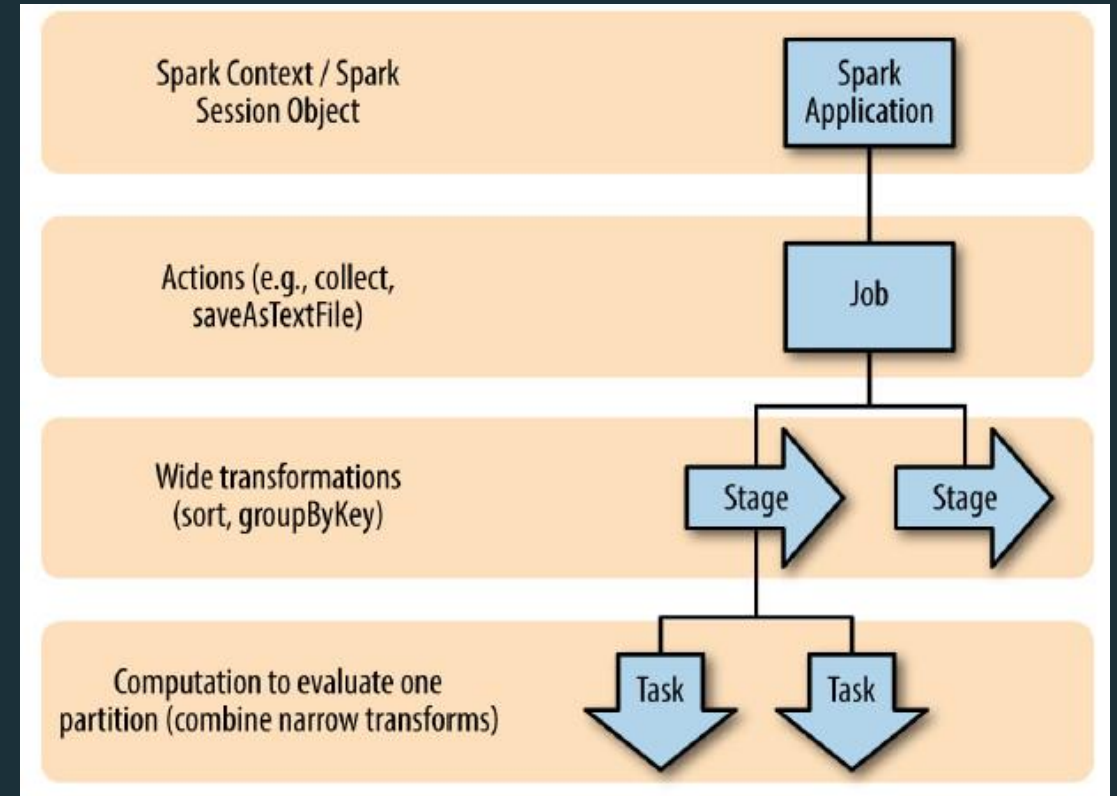 Spark Context / Spark
Session Object
Spark
Application
Actions (e.g., collect,
saveAsTextFile)
Job
Wide transformations
(sort, groupByKey)
Stage
Stage
Computation to evaluate one
partition (combine narrow transforms)
Task
Task